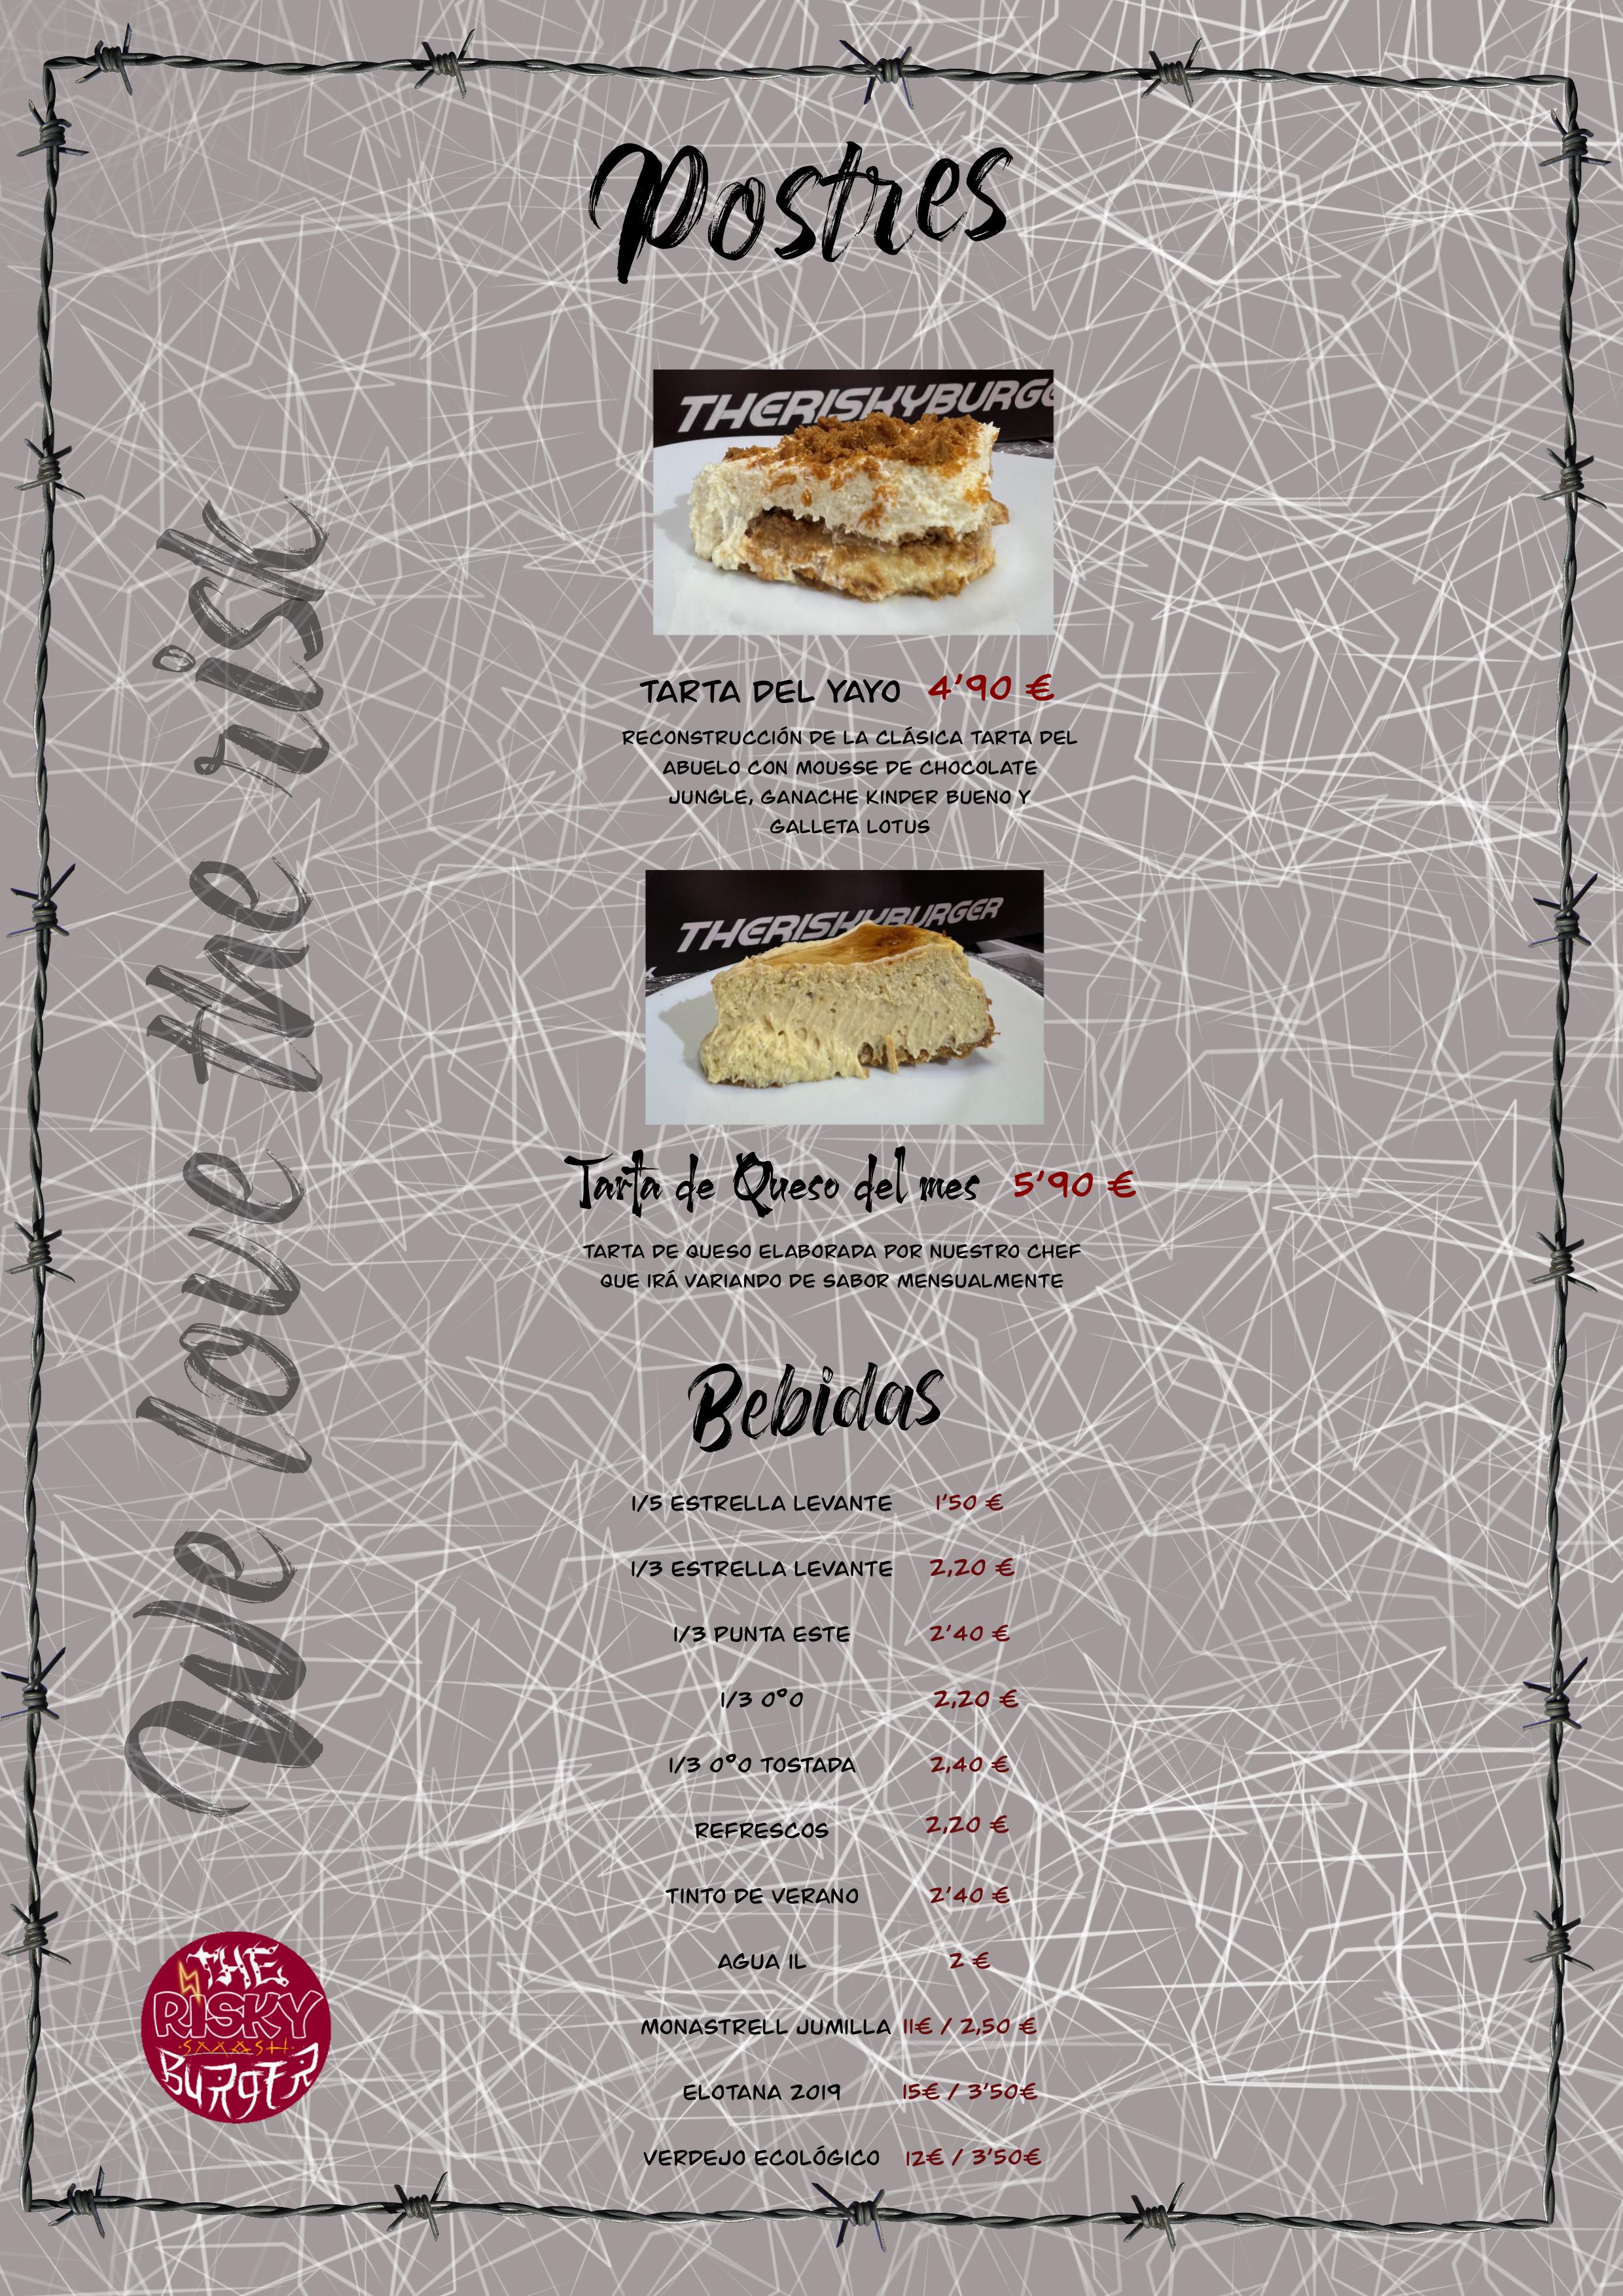 Postres
THERISKYBURGE
TARTA DEL YAYO 4'90 €
RECONSTRUCCIÓN DE LA CLÁSICA TARTA DEL
ABUELO CON MOUSSE DE CHOCOLATE
JUNGLE, GANACHE KINDER BUENO Y
GALLETA LOTUS
THERISKYBURGER
Tarta de Queso del mes 5'90 €
TARTA DE QUESO ELABORADA POR NUESTRO CHEF
QUE IRÁ VARIANDO DE SABOR MENSUALMENTE
We love the risk
Bebidas
1/5 ESTRELLA LEVANTE 1'50 €
1/3 ESTRELLA LEVANTE 2,20 €
1/3 PUNTA ESTE 2'40 €
1/3 0º0 2,20 €
1/3 0º0 TOSTADA 2,40 €
REFRESCOS 2,20 €
TINTO DE VERANO 2'40 €
AGUA 1L 2 €
MONASTRELL JUMILLA 11€ / 2,50 €
ELOTANA 2019 15€ / 3'50€
VERDEJO ECOLÓGICO 12€ / 3'50€
THE
RISKY
SMASH
BURGER